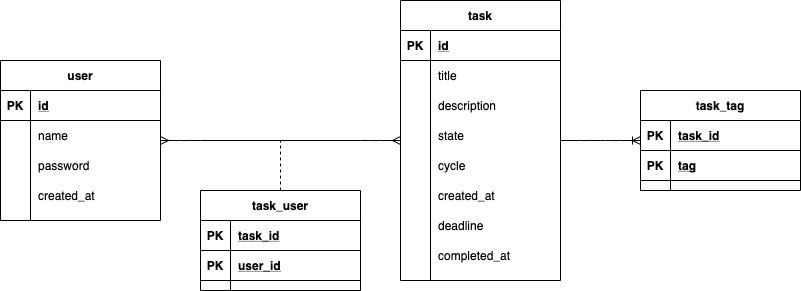 user
PK id
name
password
created_at
task_user
PK task_id
PK user_id
task
PK id
title
description
state
cycle
created_at
deadline
completed_at
task_tag
PK task_id
PK tag